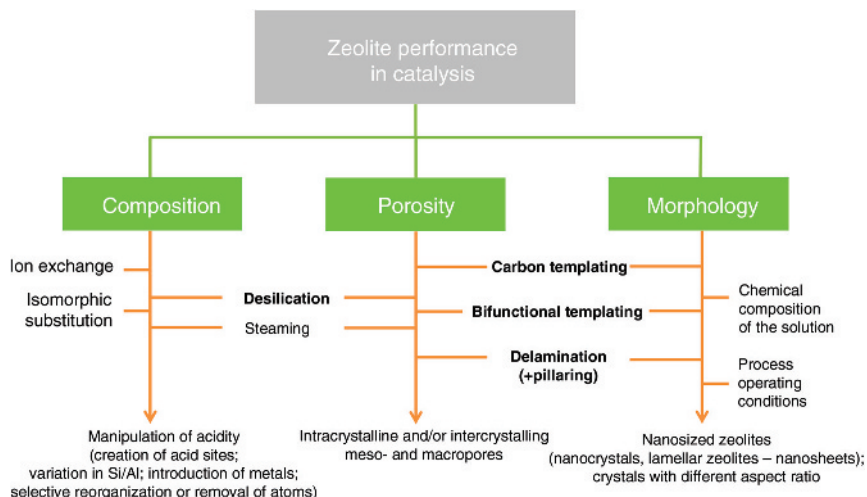 Zeolite performance
in catalysis
Composition
Porosity
Morphology
Ion exchange
Isomorphic
substitution
Desilication
Steaming
Carbon templating
Bifunctional templating
Delamination
(+pillaring)
Chemical
composition
of the solution
Process
operating
conditions
Manipulation of acidity
(creation of acid sites;
variation in Si/Al; introduction of metals;
selective reorganization or removal of atoms)
Intracrystalline and/or intercrystalling
meso- and macropores
Nanosized zeolites
(nanocrystals, lamellar zeolites – nanosheets);
crystals with different aspect ratio